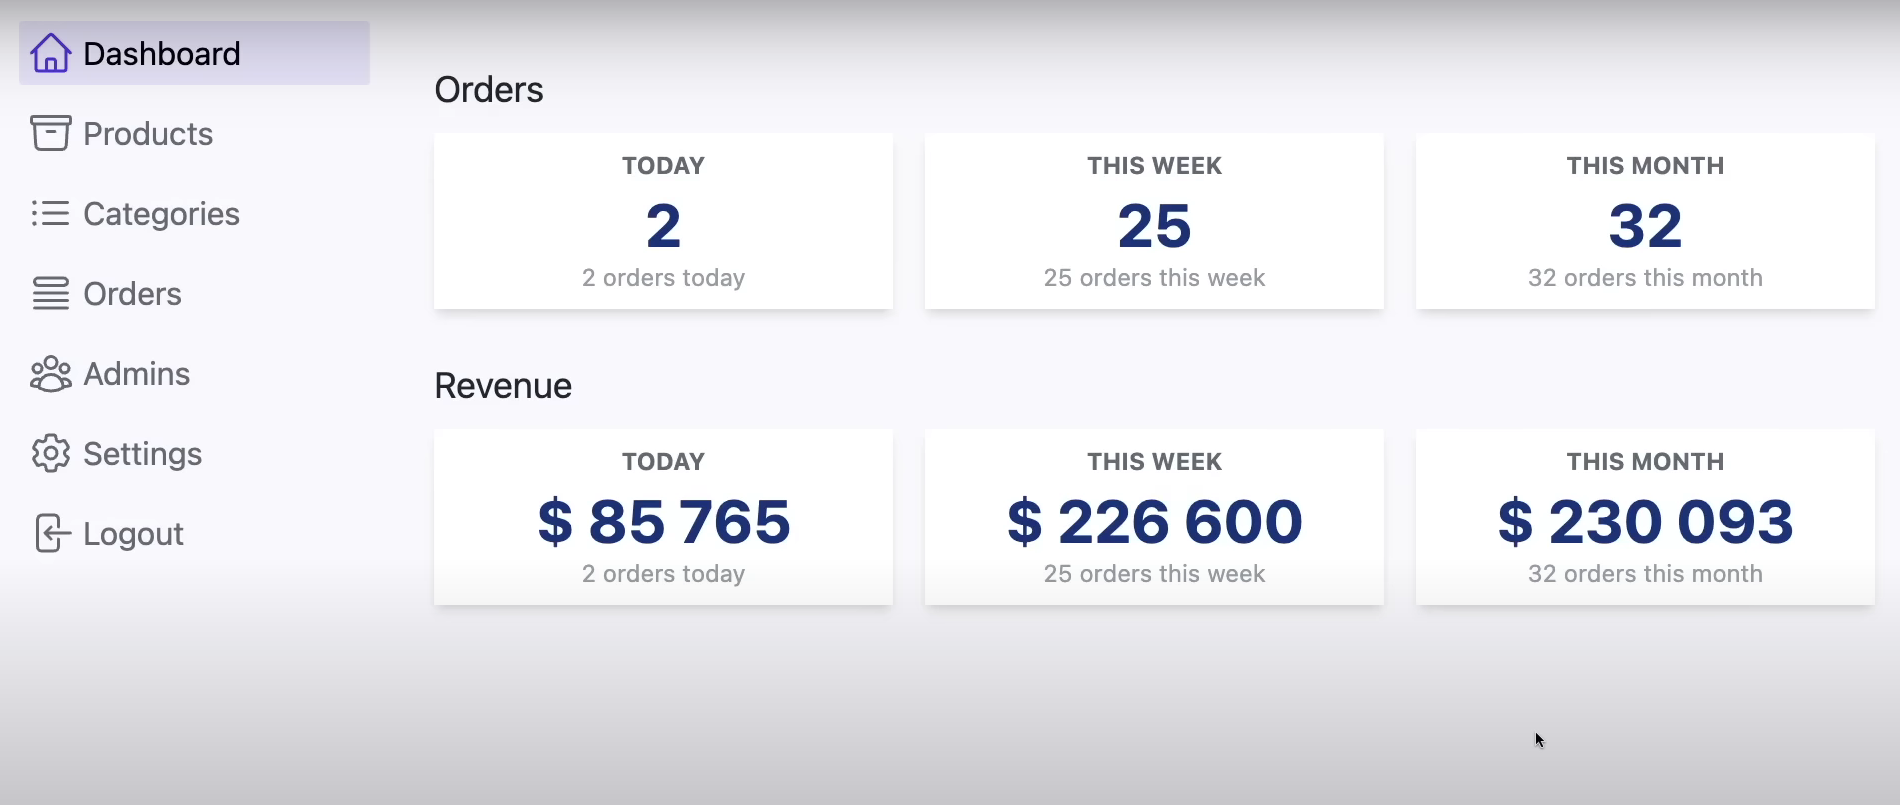 Dashboard
Products
Categories
Orders
Admins
Settings
Logout
Orders
TODAY
2
2 orders today
THIS WEEK
25
25 orders this week
THIS MONTH
32
32 orders this month
Revenue
TODAY
$ 85 765
2 orders today
THIS WEEK
$ 226 600
25 orders this week
THIS MONTH
$ 230 093
32 orders this month